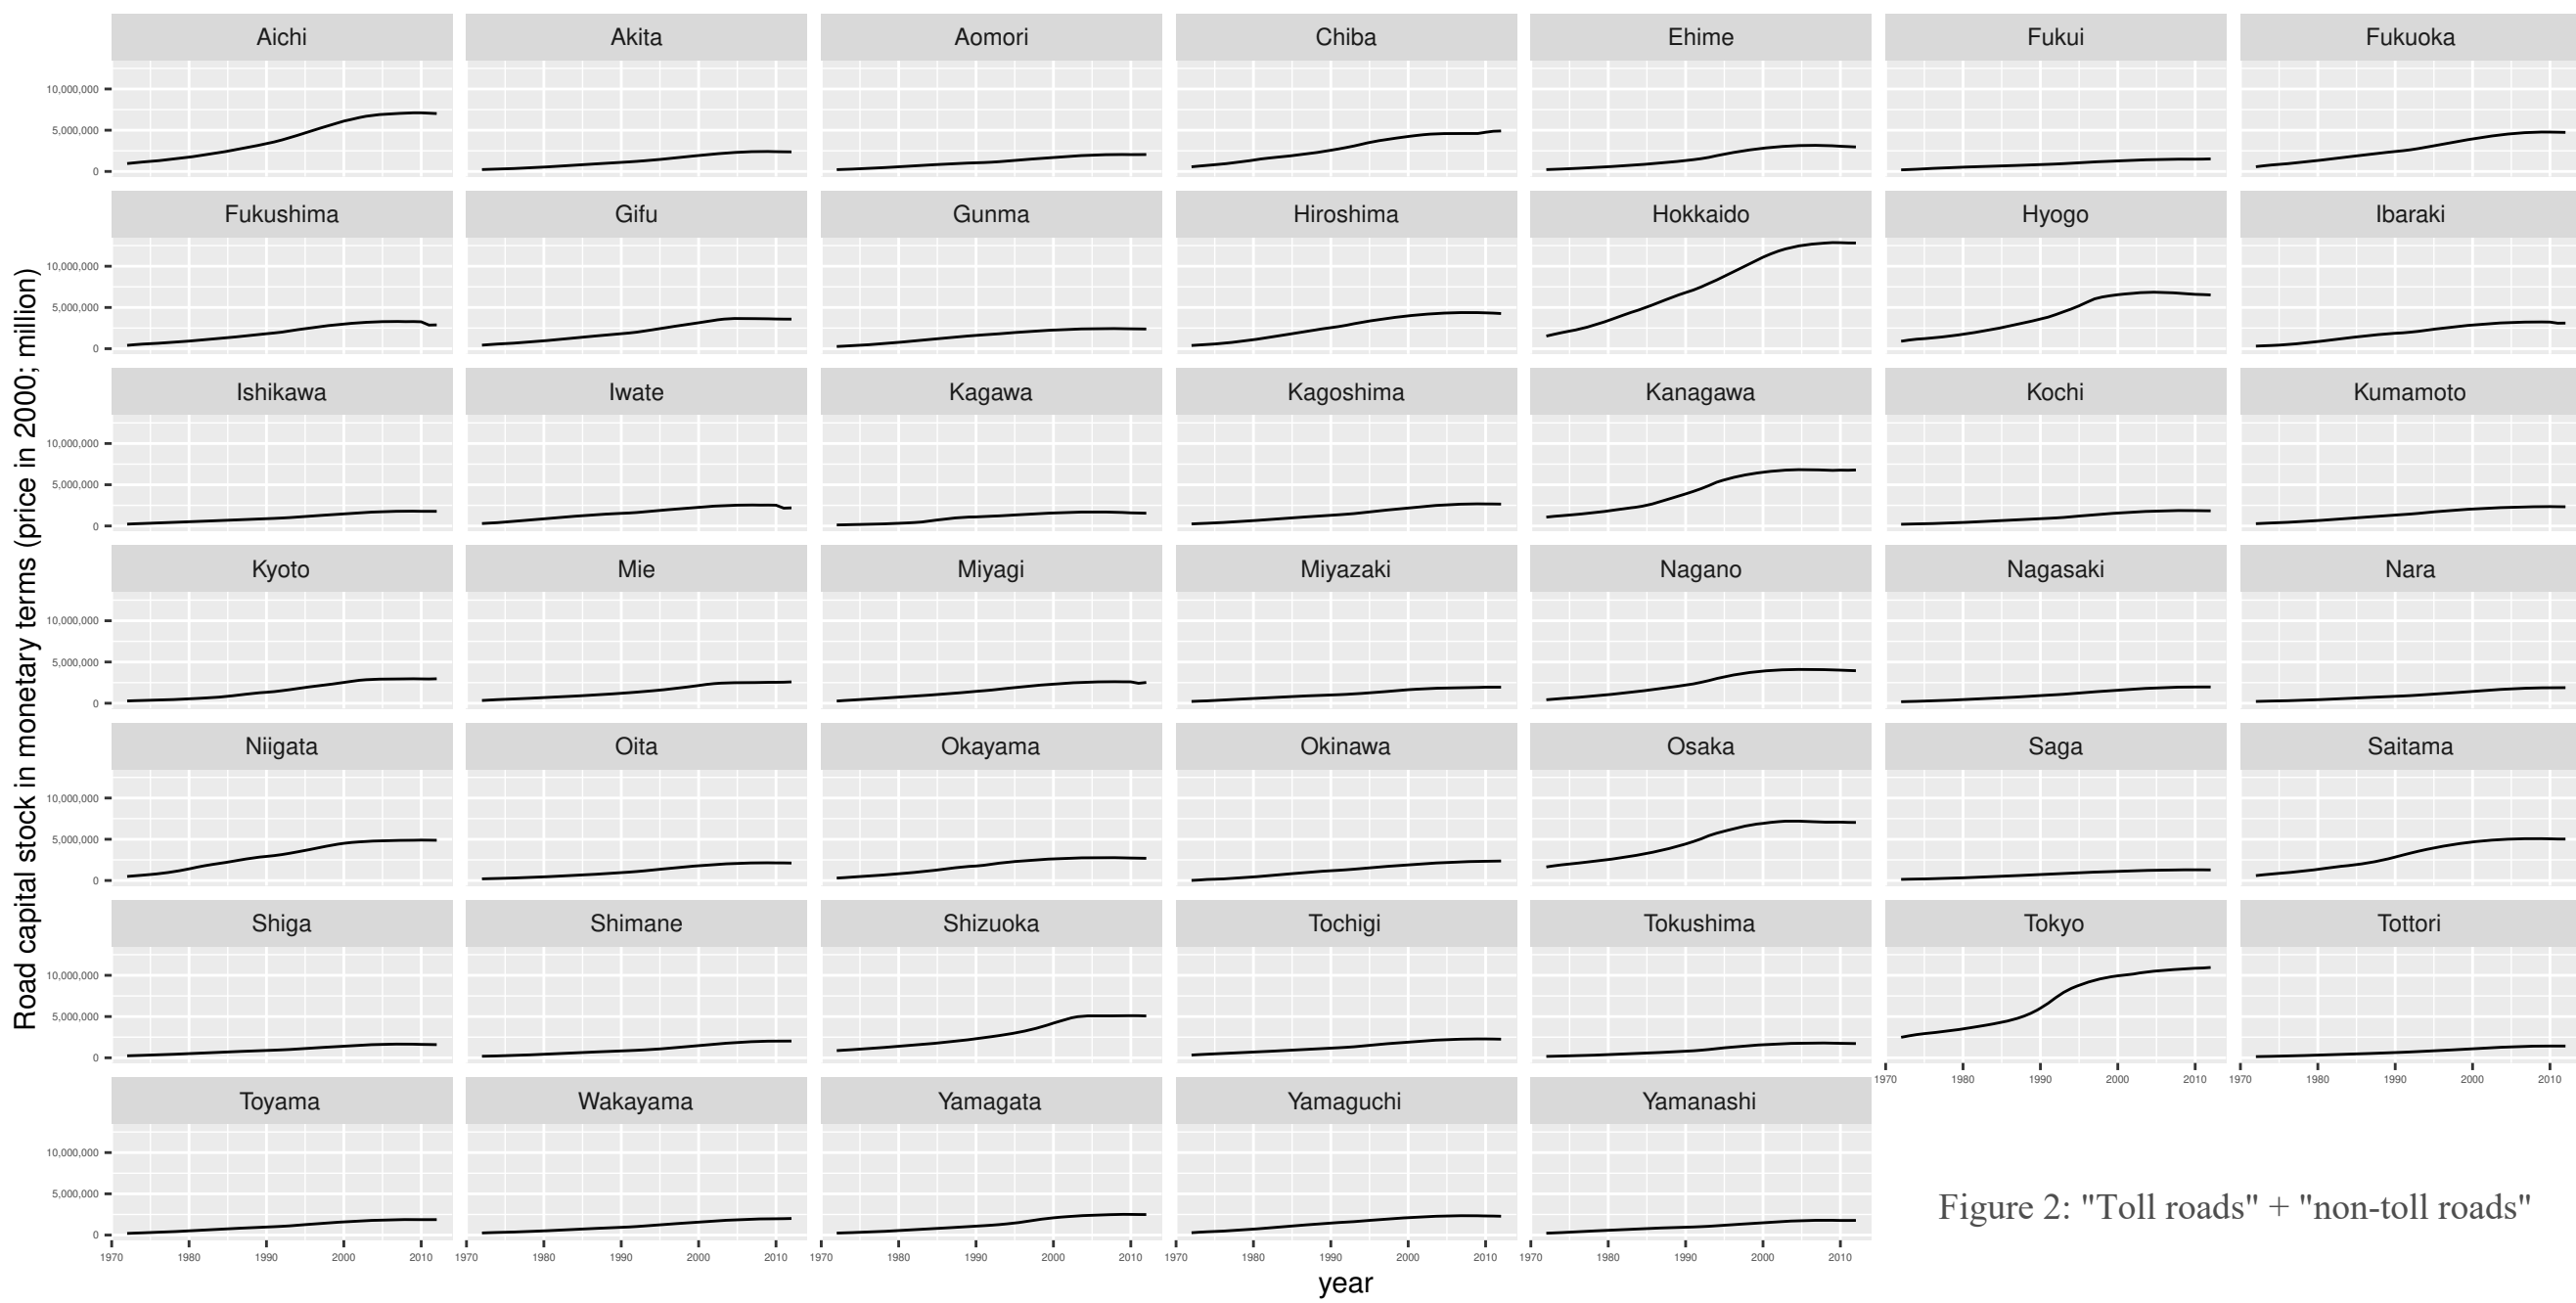 Aichi Akita Aomori Chiba Ehime Fukui Fukuoka
10,000,000
5,000,000
0
Fukushima Gifu Gunma Hiroshima Hokkaido Hyogo Ibaraki
10,000,000
5,000,000
0
Ishikawa Iwate Kagawa Kagoshima Kanagawa Kochi Kumamoto
10,000,000
5,000,000
0
Kyoto Mie Miyagi Miyazaki Nagano Nagasaki Nara
10,000,000
5,000,000
0
Niigata Oita Okayama Okinawa Osaka Saga Saitama
10,000,000
5,000,000
0
Shiga Shimane Shizuoka Tochigi Tokushima Tokyo Tottori
10,000,000
5,000,000
0
1970 1980 1990 2000 2010 1970 1980 1990 2000 2010
Toyama Wakayama Yamagata Yamaguchi Yamanashi
10,000,000
5,000,000
0
1970 1980 1990 2000 2010 1970 1980 1990 2000 2010 1970 1980 1990 2000 2010 1970 1980 1990 2000 2010 1970 1980 1990 2000 2010
year
Road capital stock in monetary terms (price in 2000; million)
Figure 2: "Toll roads" + "non-toll roads"